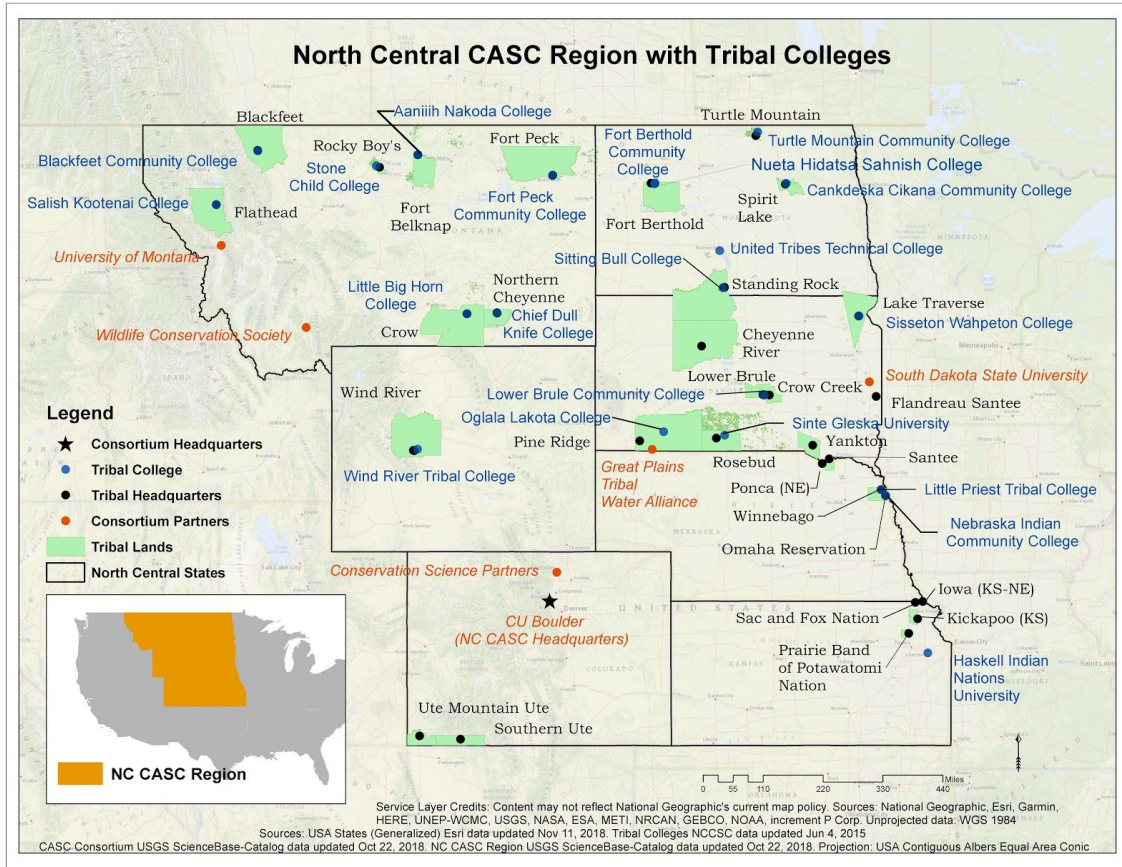 North Central CASC Region with Tribal Colleges
Aaniiih Nakoda College
Blackfeet
Turtle Mountain
Rocky Boy's
Fort Peck
Fort Berthold
Community
College
Turtle Mountain Community College
Blackfeet Community College
Stone
Child College
Nueta Hidatsa Sahnish College
Salish Kootenai College
Flathead
Fort
Belknap
Fort Peck
Community College
Cankdeska Cikana Community College
Spirit
Lake
Fort Berthold
University of Montana
United Tribes Technical College
Sitting Bull College
Standing Rock
Little Big Horn
College
Northern
Cheyenne
Chief Dull
Knife College
Crow
Lake Traverse
Sisseton Wahpeton College
Wildlife Conservation Society
Cheyenne
River
Wind River
Lower Brule
Lower Brule Community College
Crow Creek
South Dakota State University
Flandreau Santee
Oglala Lakota College
Sinte Gleska University
Pine Ridge
Rosebud
Yankton
Santee
Wind River Tribal College
Great Plains
Tribal
Water Alliance
Ponca (NE)
Little Priest Tribal College
Winnebago
Nebraska Indian
Community College
Omaha Reservation
Conservation Science Partners
CU Boulder
(NC CASC Headquarters)
UNITED STATES
Iowa (KS-NE)
Sac and Fox Nation
Kickapoo (KS)
Prairie Band
of Potawatomi
Nation
Haskell Indian
Nations
University
Ute Mountain Ute
Southern Ute
Legend
Consortium Headquarters
Tribal College
Tribal Headquarters
Consortium Partners
Tribal Lands
North Central States
NC CASC Region
Miles
0 55 110 220 330 440
Service Layer Credits: Content may not reflect National Geographic's current map policy. Sources: National Geographic, Esri, Garmin,
HERE, UNEP-WCMC, USGS, NASA, ESA, METI, NRCAN, GEBCO, NOAA, increment P Corp. Unprojected data: WGS 1984
Sources: USA States (Generalized) Esri data updated Nov 11, 2018. Tribal Colleges NCCSC data updated Jun 4, 2015
CASC Consortium USGS ScienceBase-Catalog data updated Oct 22, 2018. NC CASC Region USGS ScienceBase-Catalog data updated Oct 22, 2018. Projection: USA Contiguous Albers Equal Area Conic